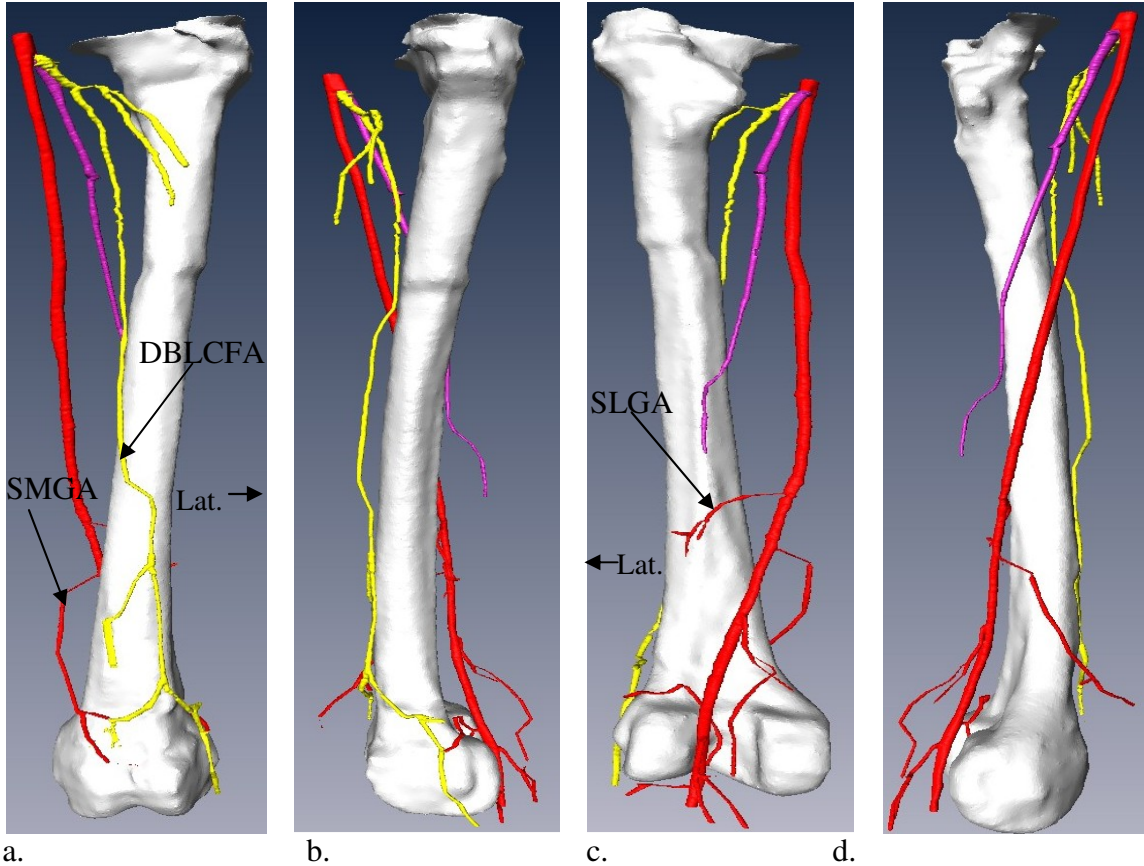 DBLCFA
SMGA
Lat.
SLGA
Lat.
a.
b.
c.
d.